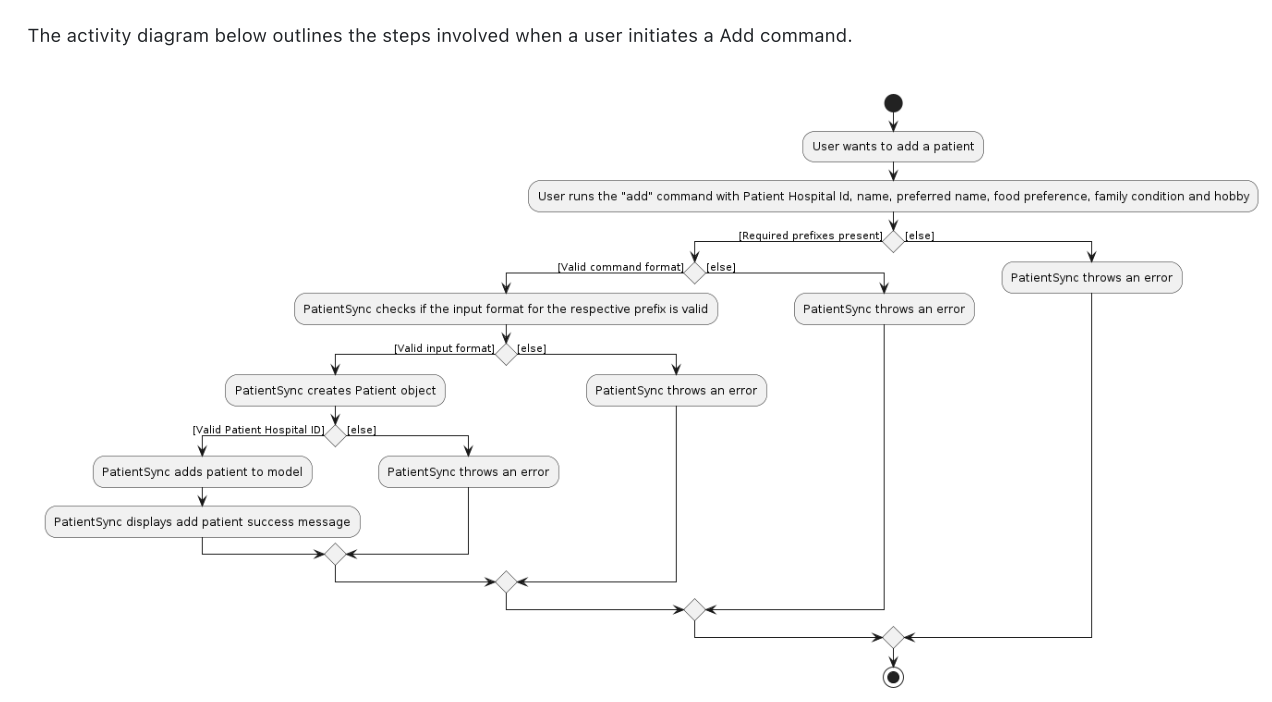 The activity diagram below outlines the steps involved when a user initiates a Add command.
User wants to add a patient
User runs the "add" command with Patient Hospital Id, name, preferred name, food preference, family condition and hobby
[Required prefixes present]
[else]
[Valid command format]
[else]
PatientSync throws an error
PatientSync checks if the input format for the respective prefix is valid
PatientSync throws an error
[Valid input format]
[else]
PatientSync creates Patient object
PatientSync throws an error
[Valid Patient Hospital ID]
[else]
PatientSync adds patient to model
PatientSync throws an error
PatientSync displays add patient success message